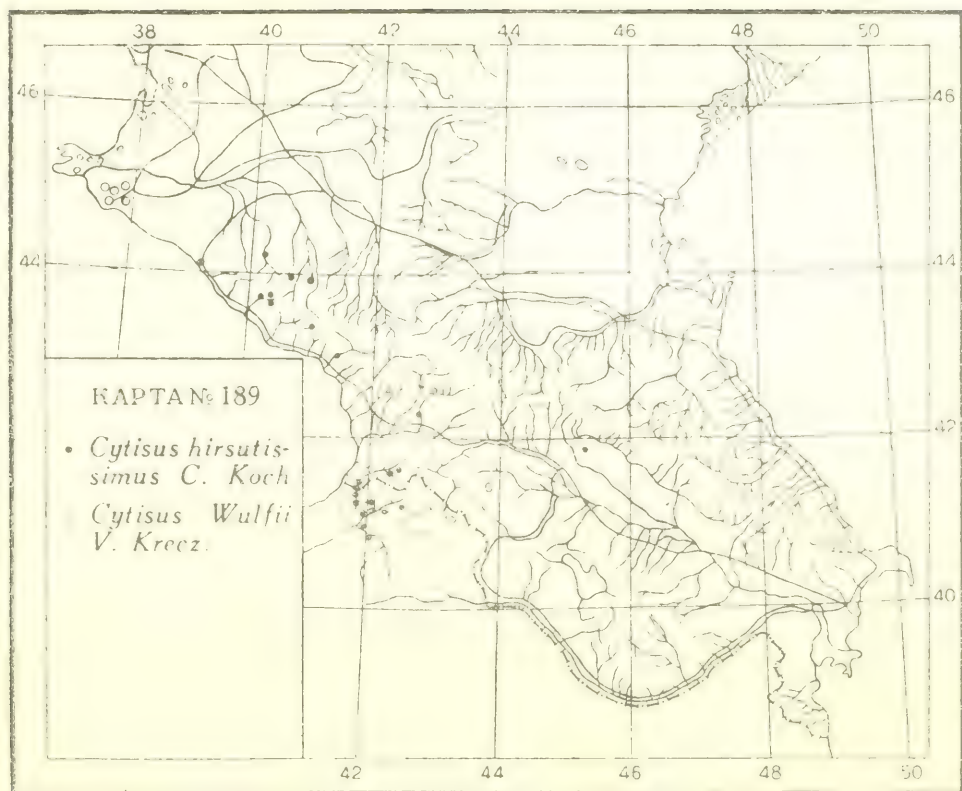 38 40 42 44 46 48 50
46 46
44 44
КАРТА № 189
• Cytisus hirsutis-
simus C. Koch
42
Cytisus Wulfii
V. Krecz.
40
42 44 46 48 50